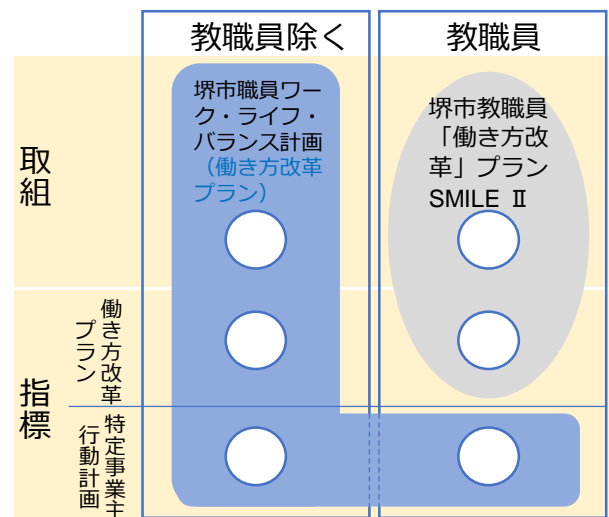 教職員除く
教職員
取組
堺市職員ワー
ク・ライフ・
バランス計画
（働き方改革
プラン）
堺市教職員
「働き方改
革」プラン
SMILE Ⅱ
指標
働き方改革
プラン
特定事業主
行動計画